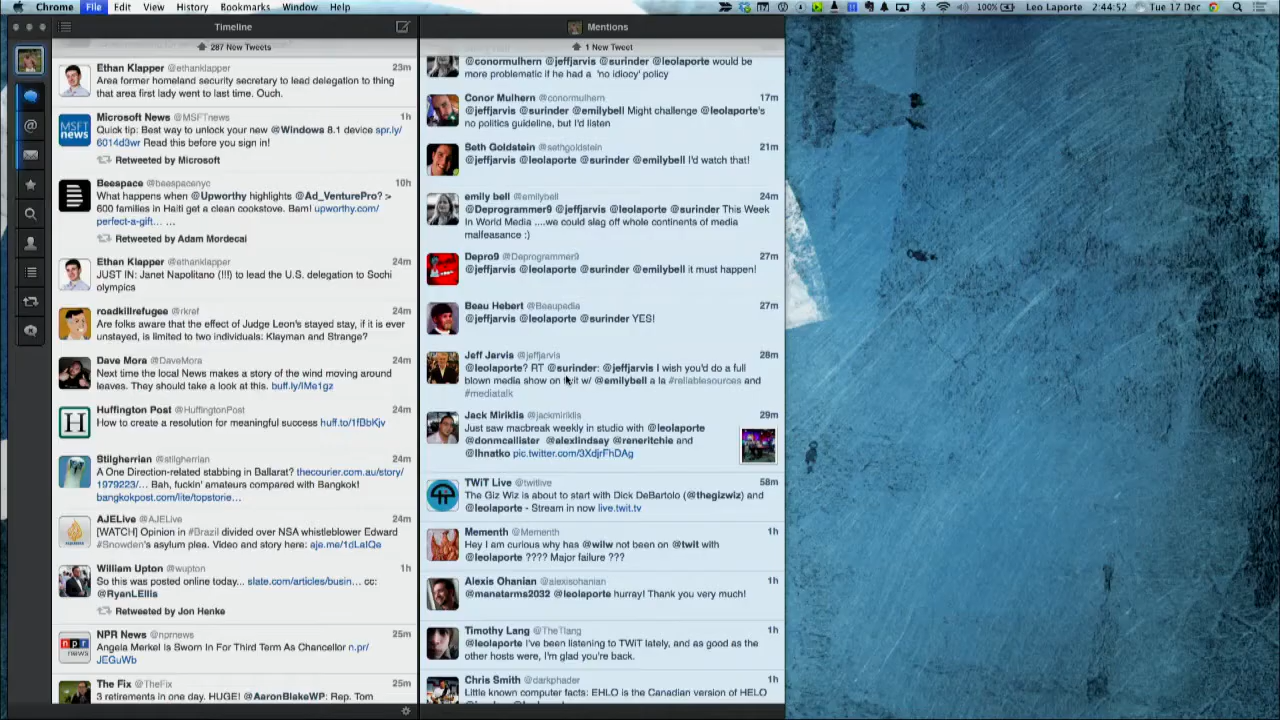 Chrome File Edit View History Bookmarks Window Help
100% Leo Laporte 2:44:52 Tue 17 Dec
Timeline
287 New Tweets
Ethan Klapper @ethanklapper 23m
Area former homeland security secretary to lead delegation to thing
that area first lady went to last time. Ouch.
Microsoft News @MSFTnews 1h
MSFT
news
Quick tip: Best way to unlock your new @Windows 8.1 device spr.ly/
6014d3wr Read this before you sign in!
Retweeted by Microsoft
Beespace @beespacenyc 10h
What happens when @Upworthy highlights @Ad_VenturePro? >
600 families in Haiti get a clean cookstove. Bam! upworthy.com/
perfect-a-gift… …
Retweeted by Adam Mordecai
Ethan Klapper @ethanklapper 24m
JUST IN: Janet Napolitano (!!!) to lead the U.S. delegation to Sochi
olympics
roadkillrefugee @rkref 24m
Are folks aware that the effect of Judge Leon's stayed stay, if it is ever
unstayed, is limited to two individuals: Klayman and Strange?
Dave Mora @DaveMora 24m
Next time the local News makes a story of the wind moving around
leaves. They should take a look at this. buff.ly/IMe1gz
Huffington Post @HuffingtonPost 24m
H
How to create a resolution for meaningful success huff.to/1fBbKjv
Stilgherrian @stilgherrian 24m
A One Direction-related stabbing in Ballarat? thecourier.com.au/story/
1979223/… Bah, fuckin' amateurs compared with Bangkok!
bangkokpost.com/lite/topstorie…
AJELive @AJELive 24m
[WATCH] Opinion in #Brazil divided over NSA whistleblower Edward
#Snowden's asylum plea. Video and story here: aje.me/1dLaIQe
William Upton @wupton 1h
So this was posted online today... slate.com/articles/busin… cc:
@RyanLEllis
Retweeted by Jon Henke
NPR News @nprnews 25m
npr
news
Angela Merkel Is Sworn In For Third Term As Chancellor n.pr/
JEGuWb
The Fix @TheFix 25m
3 retirements in one day. HUGE! @AaronBlakeWP: Rep. Tom
Mentions
1 New Tweet
@conormulhern @jeffjarvis @surinder @leolaporte would be
more problematic if he had a 'no idiocy' policy
Conor Mulhern @conormulhern 17m
@jeffjarvis @surinder @emilybell Might challenge @leolaporte's
no politics guideline, but I'd listen
Seth Goldstein @sethgoldstein 21m
@jeffjarvis @leolaporte @surinder @emilybell I'd watch that!
emily bell @emilybell 24m
@Deprogrammer9 @jeffjarvis @leolaporte @surinder This Week
In World Media ....we could slag off whole continents of media
malfeasance :)
Depro9 @Deprogrammer9 27m
@jeffjarvis @leolaporte @surinder @emilybell it must happen!
Beau Hebert @Beaupedia 27m
@jeffjarvis @leolaporte @surinder YES!
Jeff Jarvis @jeffjarvis 28m
@leolaporte? RT @surinder: @jeffjarvis I wish you'd do a full
blown media show on twit w/ @emilybell a la #reliablesources and
#mediatalk
Jack Miriklis @jackmiriklis 29m
Just saw macbreak weekly in studio with @leolaporte
@donmcallister @alexlindsay @reneritchie and
@lhnatko pic.twitter.com/3XdjrFhDAg
TWiT Live @twitlive 58m
The Giz Wiz is about to start with Dick DeBartolo (@thegizwiz) and
@leolaporte - Stream in now live.twit.tv
Mementh @Mementh 1h
Hey I am curious why has @wilw not been on @twit with
@leolaporte ???? Major failure ???
Alexis Ohanian @alexisohanian 1h
@manatarms2032 @leolaporte hurray! Thank you very much!
Timothy Lang @TheTlang 1h
@leolaporte I've been listening to TWiT lately, and as good as the
other hosts were, I'm glad you're back.
Chris Smith @darkphader 1h
Little known computer facts: EHLO is the Canadian version of HELO